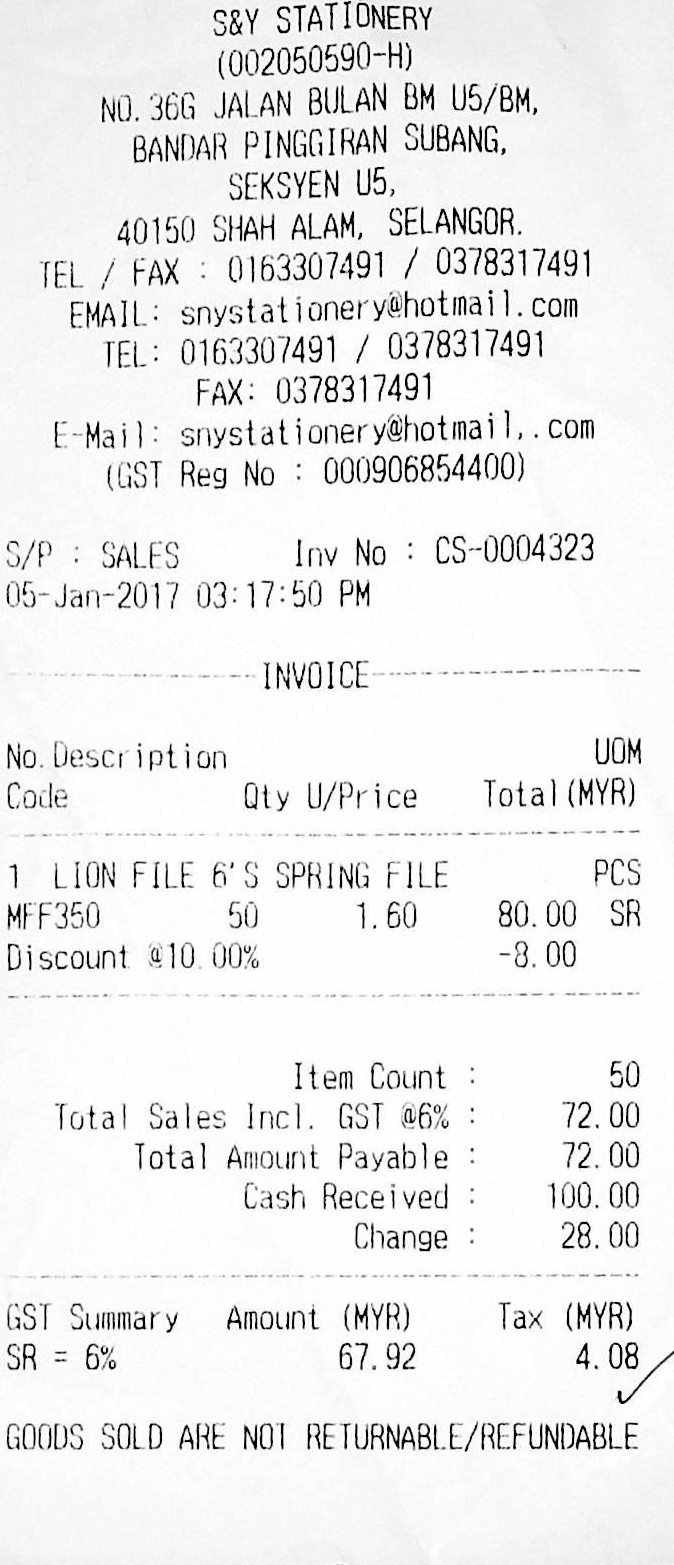 S&Y STATIONERY
(002050590-H)
NO. 36G JALAN BULAN BM U5/BM,
BANDAR PINGGIRAN SUBANG,
SEKSYEN U5,
40150 SHAH ALAM, SELANGOR.
TEL / FAX : 0163307491 / 0378317491
EMAIL: snystationery@hotmail.com
TEL: 0163307491 / 0378317491
FAX: 0378317491
E-Mail: snystationery@hotmail,.com
(GST Reg No : 000906854400)
S/P : SALES Inv No : CS-0004323
05-Jan-2017 03:17:50 PM
INVOICE
No. Description UOM
Code Qty U/Price Total(MYR)
1 LION FILE 6'S SPRING FILE PCS
MFF350 50 1.60 80.00 SR
Discount @10.00% -8.00
Item Count : 50
Total Sales Incl. GST @6% : 72.00
Total Amount Payable : 72.00
Cash Received : 100.00
Change : 28.00
GST Summary Amount (MYR) Tax (MYR)
SR = 6% 67.92 4.08
GOODS SOLD ARE NOT RETURNABLE/REFUNDABLE